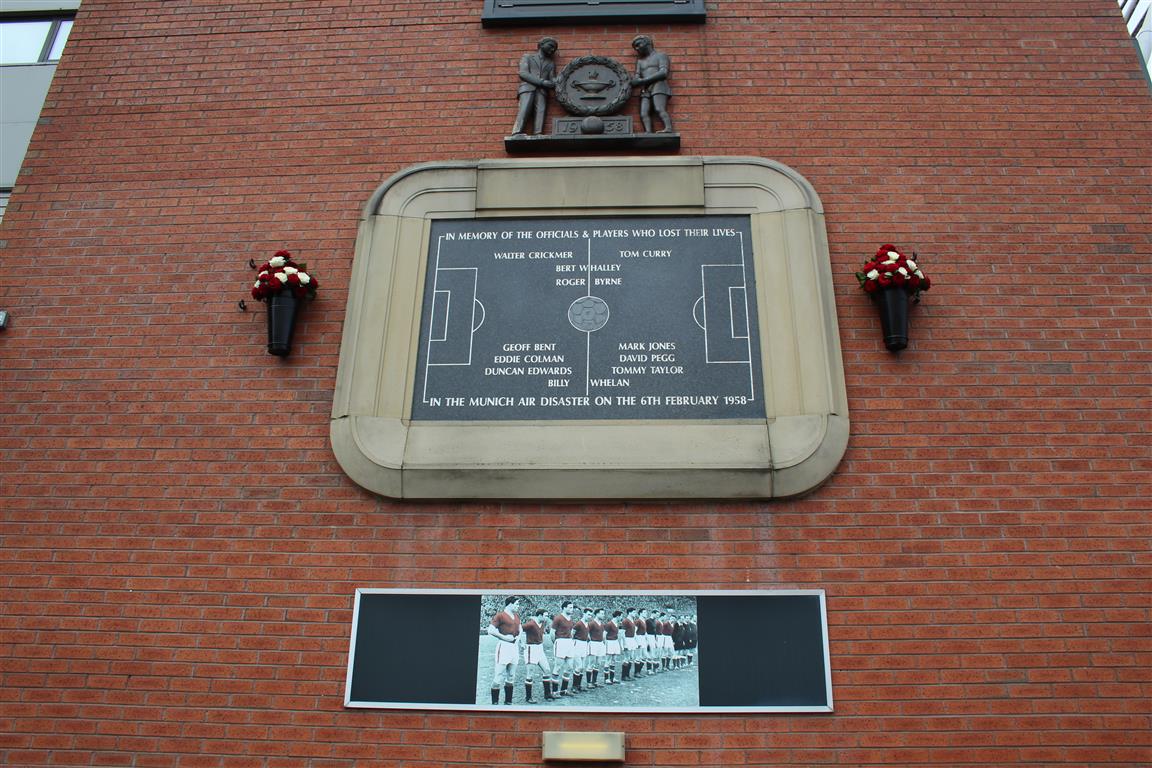 1958
IN MEMORY OF THE OFFICIALS & PLAYERS WHO LOST THEIR LIVES
WALTER CRICKMER TOM CURRY
BERT WHALLEY
ROGER BYRNE
GEOFF BENT MARK JONES
EDDIE COLMAN DAVID PEGG
DUNCAN EDWARDS TOMMY TAYLOR
BILLY WHELAN
IN THE MUNICH AIR DISASTER ON THE 6TH FEBRUARY 1958